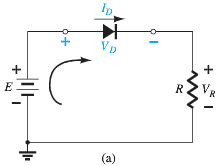 I_D
+ V_D −
+ E −
R
+ V_R −
(a)